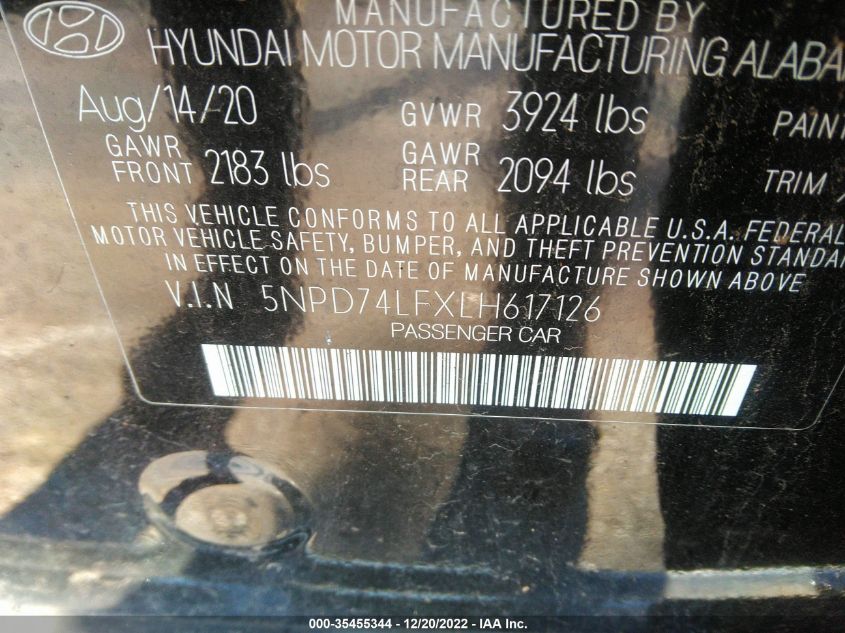 MANUFACTURED BY
HYUNDAI MOTOR MANUFACTURING ALABA
Aug/14/20 GVWR 3924 lbs PAINT
GAWR FRONT 2183 lbs GAWR REAR 2094 lbs TRIM
THIS VEHICLE CONFORMS TO ALL APPLICABLE U.S.A. FEDERAL
MOTOR VEHICLE SAFETY, BUMPER, AND THEFT PREVENTION STANDA
IN EFFECT ON THE DATE OF MANUFACTURE SHOWN ABOVE
V.I.N 5NPD74LFXLH617126
PASSENGER CAR
000-35455344 - 12/20/2022 - IAA Inc.